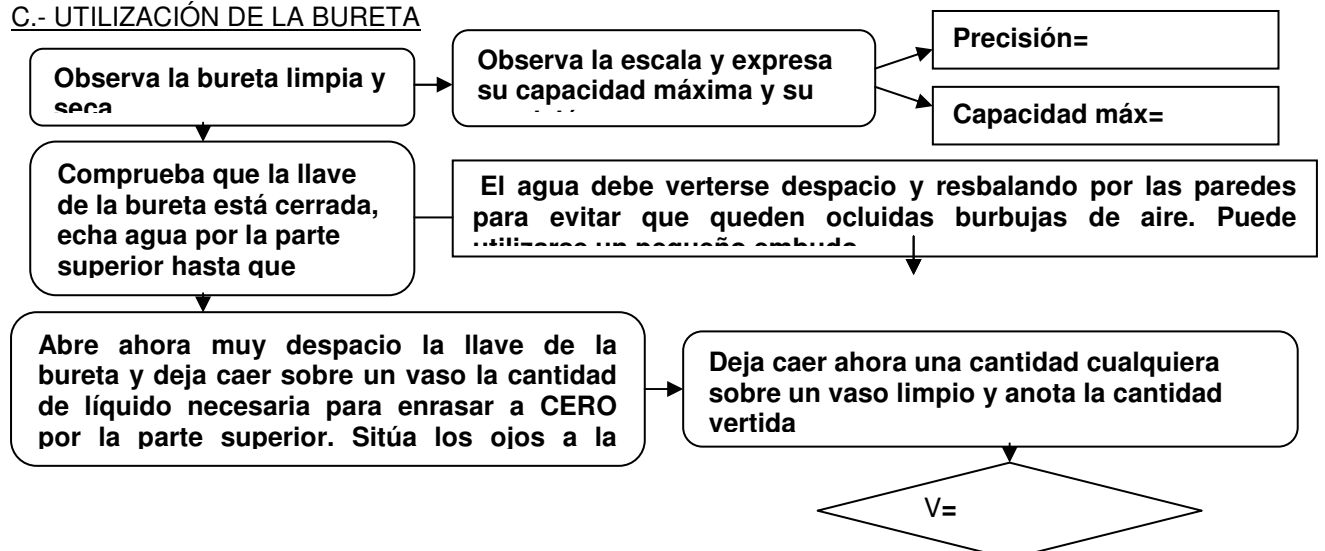 C.- UTILIZACIÓN DE LA BURETA
Observa la bureta limpia y
seca
Observa la escala y expresa
su capacidad máxima y su
Precisión=
Capacidad máx=
Comprueba que la llave
de la bureta está cerrada,
echa agua por la parte
superior hasta que
El agua debe verterse despacio y resbalando por las paredes
para evitar que queden ocluidas burbujas de aire. Puede
utilizarse un pequeño embudo
Abre ahora muy despacio la llave de la
bureta y deja caer sobre un vaso la cantidad
de líquido necesaria para enrasar a CERO
por la parte superior. Sitúa los ojos a la
Deja caer ahora una cantidad cualquiera
sobre un vaso limpio y anota la cantidad
vertida
V=